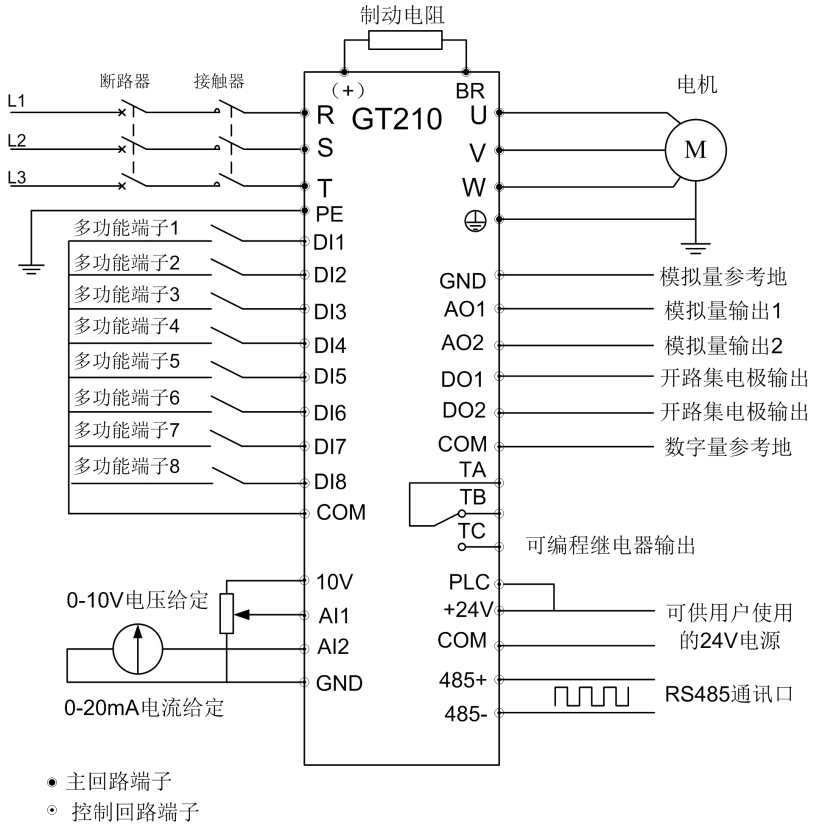 制动电阻
断路器
接触器
电机
(+)
BR
L1
R
GT210
U
L2
S
V
M
L3
T
W
PE
多功能端子1
DI1
多功能端子2
DI2
GND
模拟量参考地
多功能端子3
DI3
AO1
模拟量输出1
多功能端子4
DI4
AO2
模拟量输出2
多功能端子5
DI5
DO1
开路集电极输出
多功能端子6
DI6
DO2
开路集电极输出
多功能端子7
DI7
COM
数字量参考地
多功能端子8
DI8
TA
COM
TB
TC
可编程继电器输出
10V
PLC
0-10V电压给定
AI1
+24V
可供用户使用
的24V电源
AI2
COM
GND
485+
0-20mA电流给定
485-
RS485通讯口
主回路端子
控制回路端子